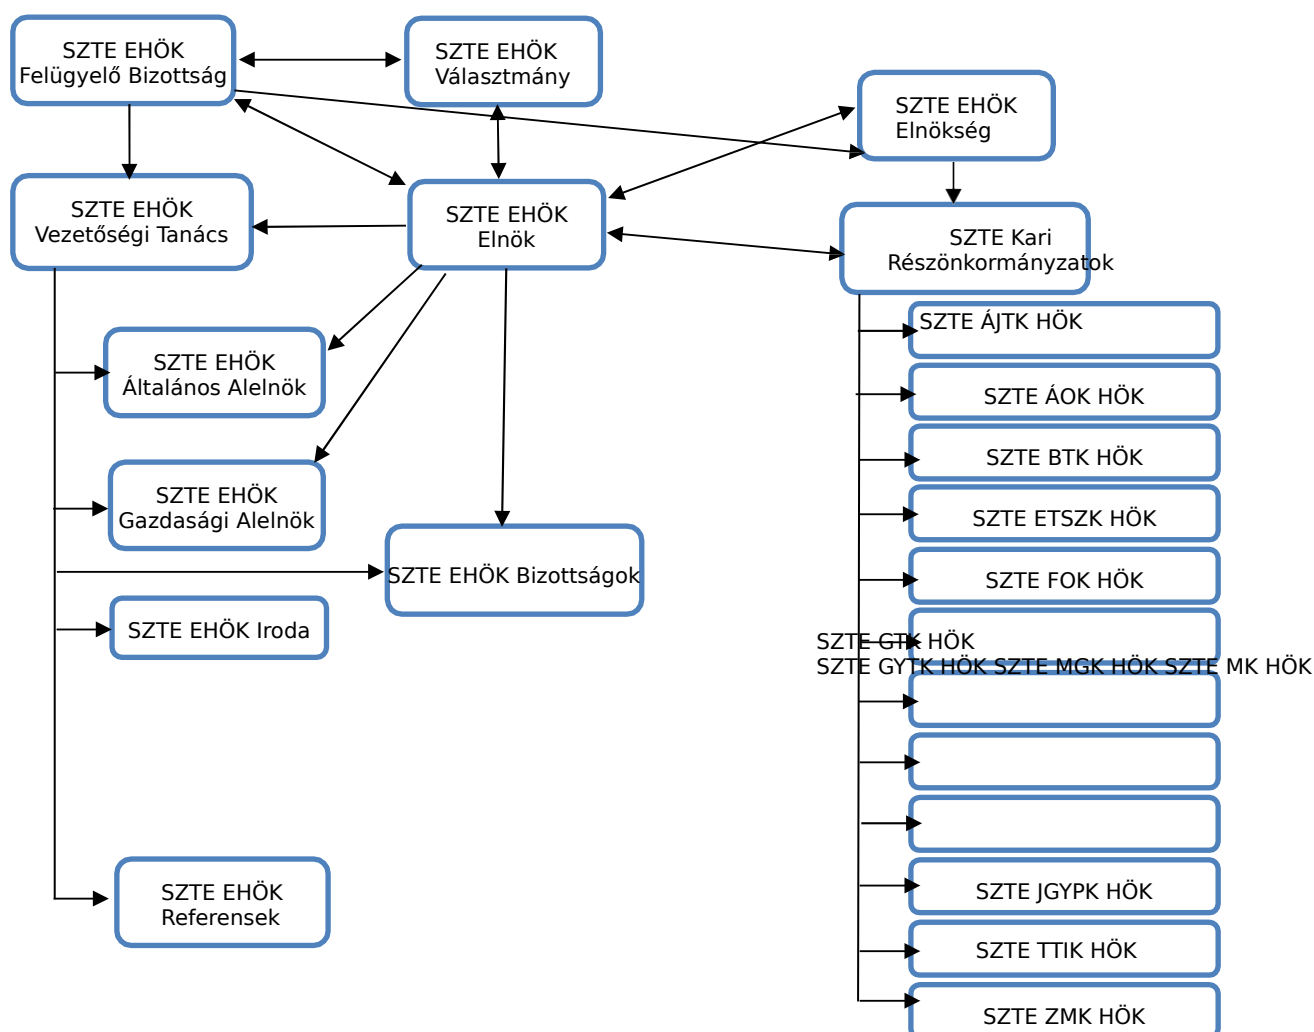 SZTE EHÖK
Felügyelő Bizottság
SZTE EHÖK
Választmány
SZTE EHÖK
Elnökség
SZTE EHÖK
Vezetőségi Tanács
SZTE EHÖK
Elnök
SZTE Kari
Részönkormányzatok
SZTE EHÖK
Általános Alelnök
SZTE EHÖK
Gazdasági Alelnök
SZTE EHÖK Bizottságok
SZTE EHÖK Iroda
SZTE EHÖK
Referensek
SZTE ÁJTK HÖK
SZTE ÁOK HÖK
SZTE BTK HÖK
SZTE ETSZK HÖK
SZTE FOK HÖK
SZTE GTK HÖK
SZTE GYTK HÖK SZTE MGK HÖK SZTE MK HÖK
SZTE JGYPK HÖK
SZTE TTIK HÖK
SZTE ZMK HÖK